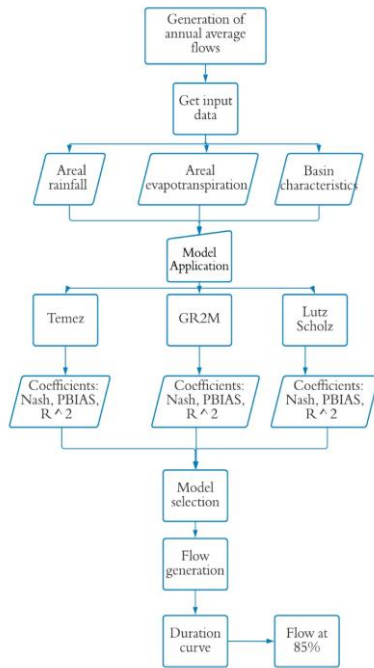 Generation of
annual average
flows
Get input
data
Areal
rainfall
Areal
evapotranspiration
Basin
characteristics
Model
Application
Temez
GR2M
Lutz
Scholz
Coefficients:
Nash, PBIAS,
R ^ 2
Coefficients:
Nash, PBIAS,
R ^ 2
Coefficients:
Nash, PBIAS,
R ^ 2
Model
selection
Flow
generation
Duration
curve
Flow at
85%